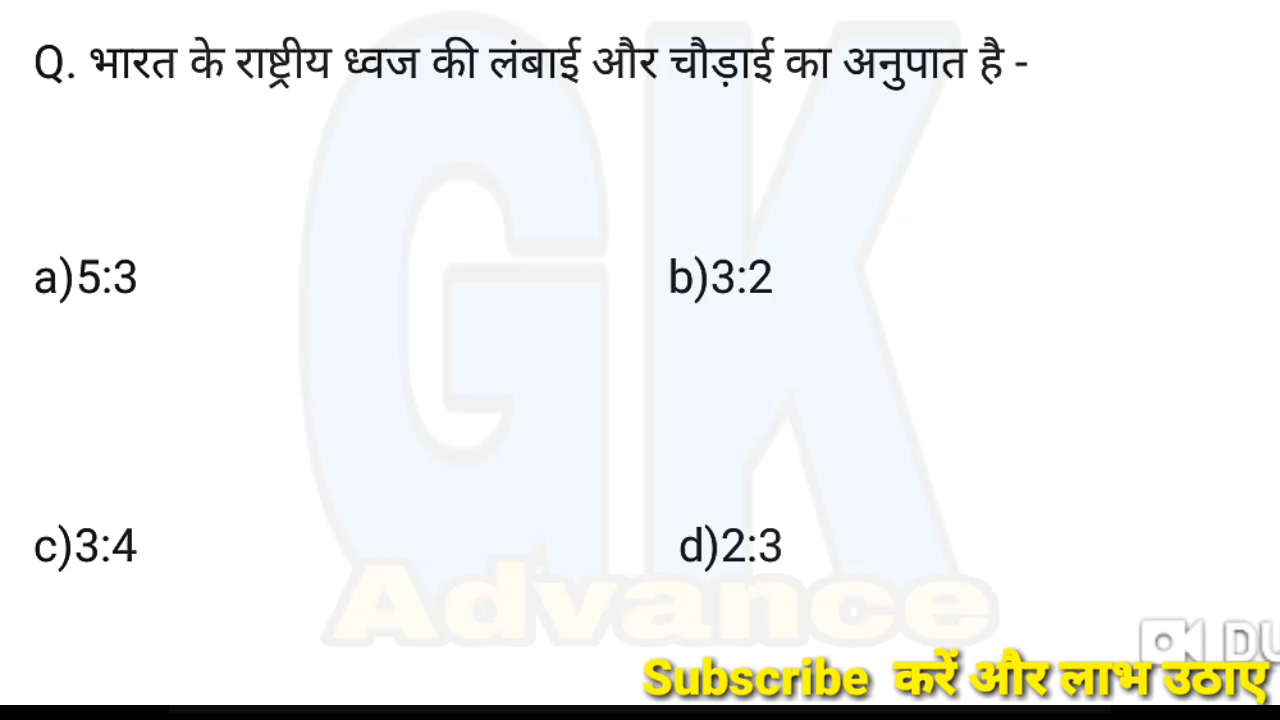 Q. भारत के राष्ट्रीय ध्वज की लंबाई और चौड़ाई का अनुपात है -
a)5:3 b)3:2
c)3:4 d)2:3
GK
Advance
Subscribe करें और लाभ उठाए